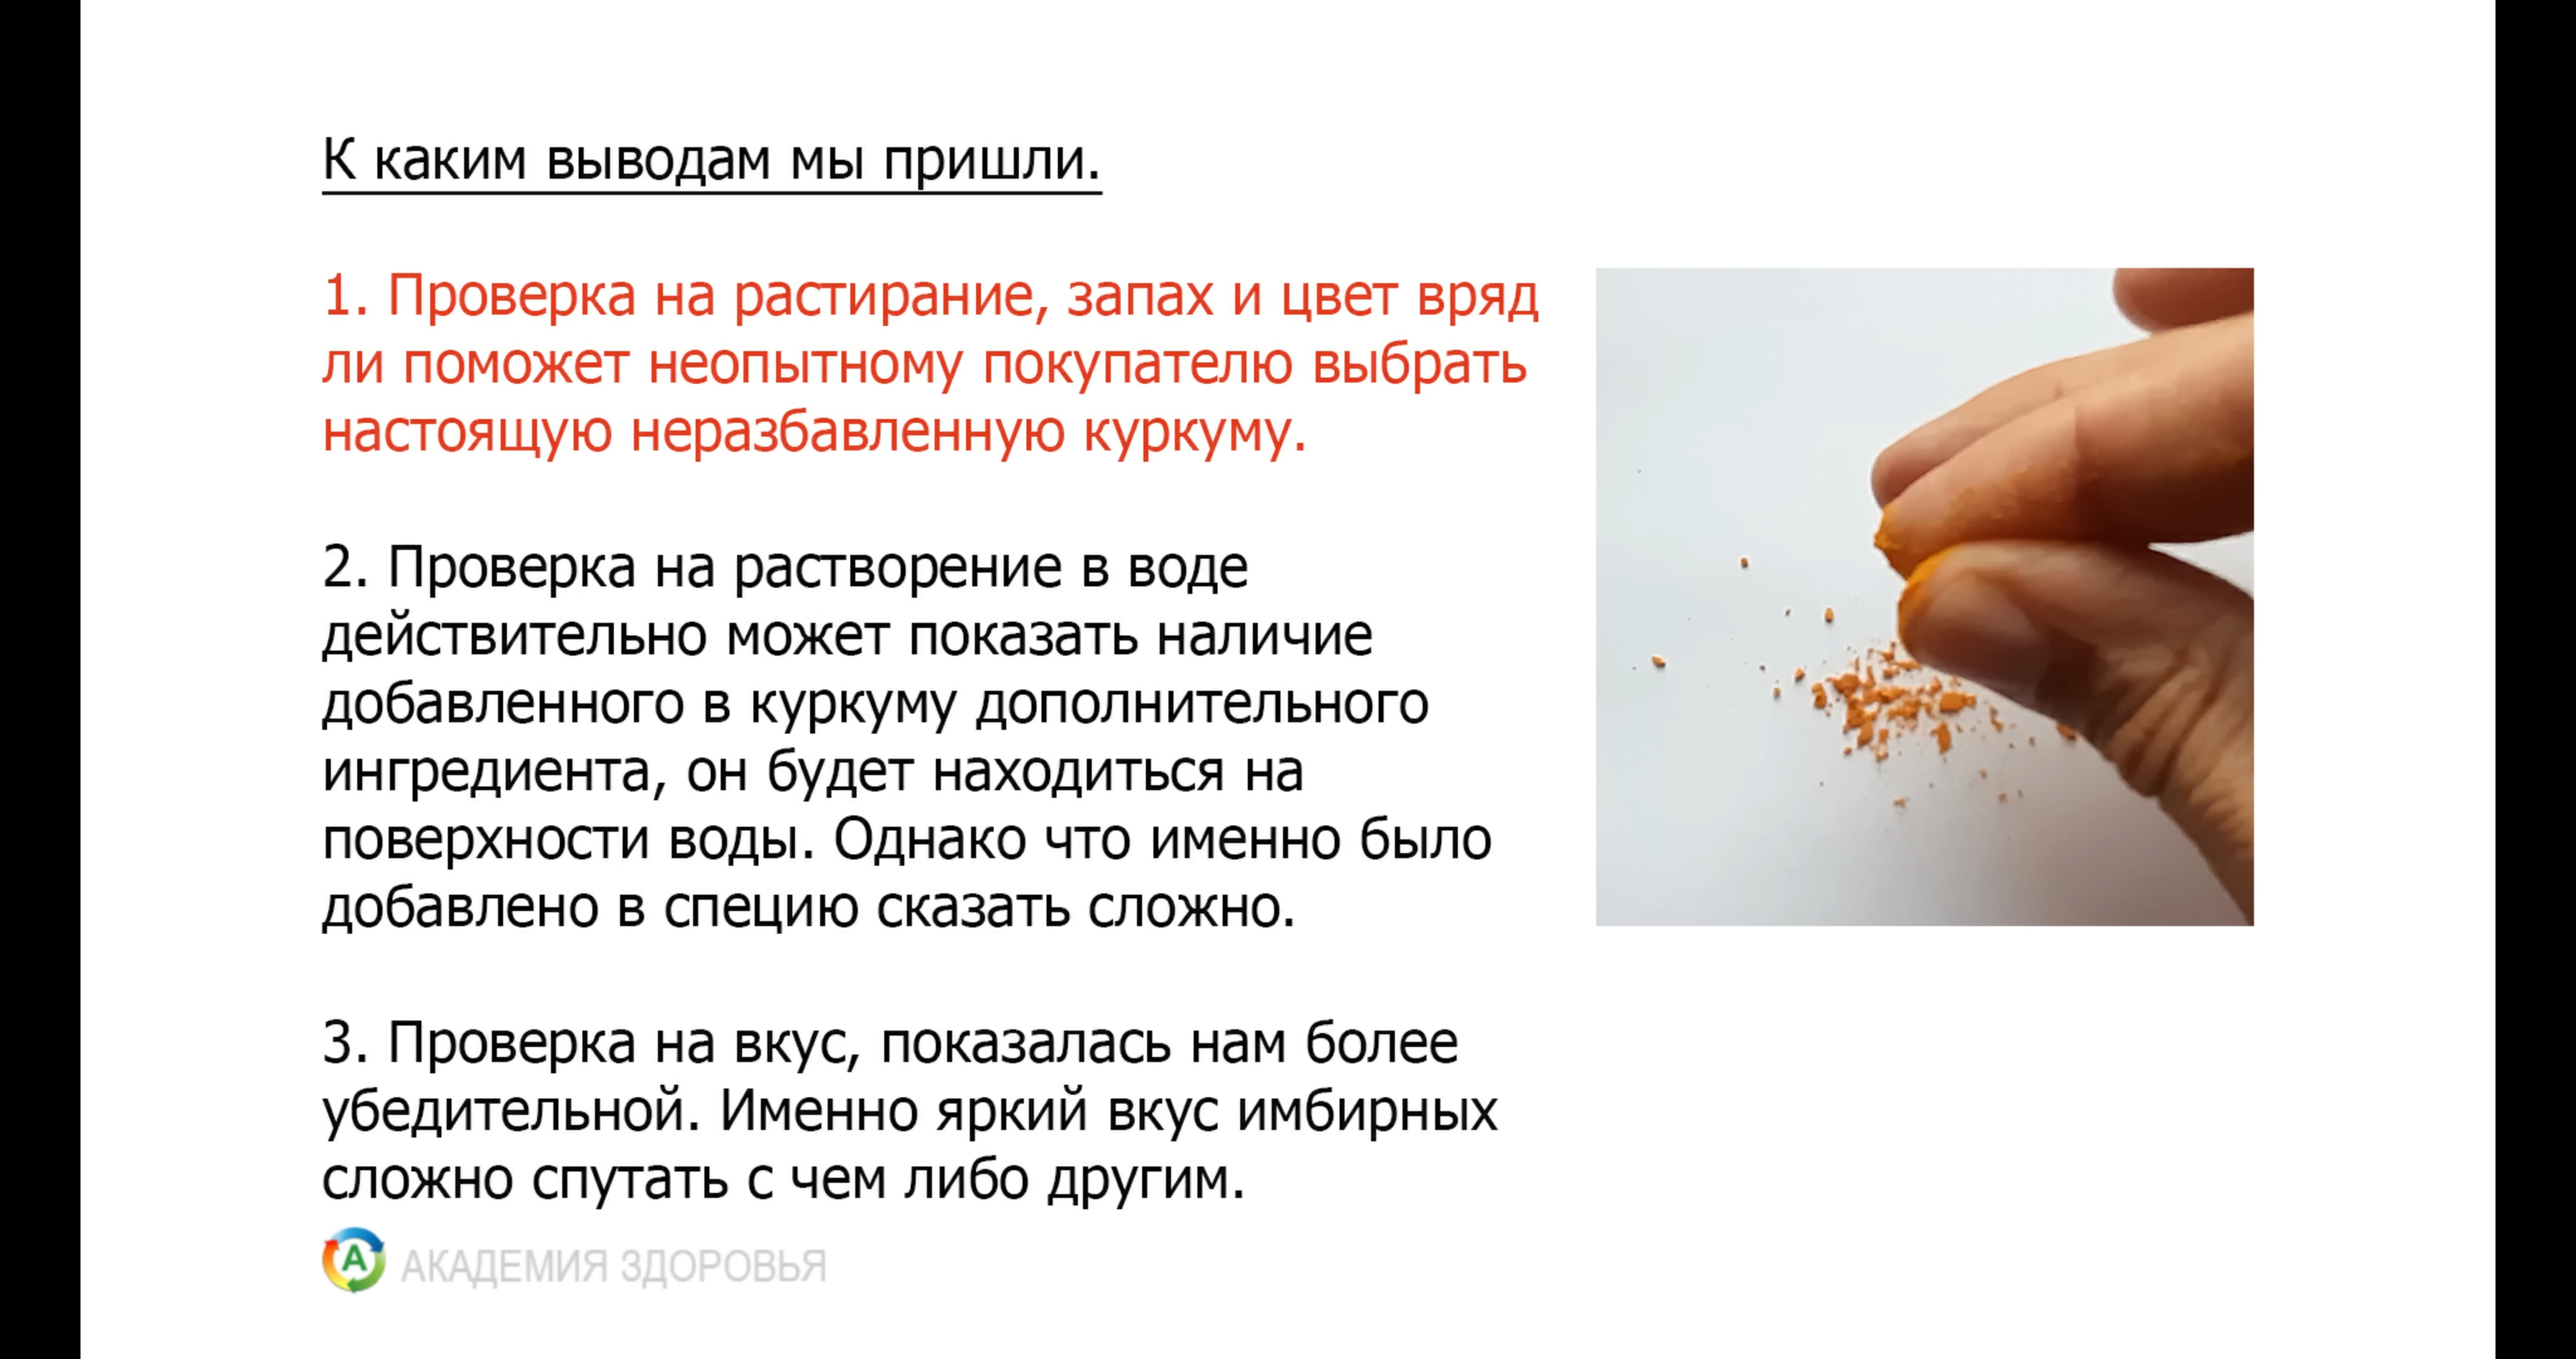 К каким выводам мы пришли.
1. Проверка на растирание, запах и цвет вряд
ли поможет неопытному покупателю выбрать
настоящую неразбавленную куркуму.
2. Проверка на растворение в воде
действительно может показать наличие
добавленного в куркуму дополнительного
ингредиента, он будет находиться на
поверхности воды. Однако что именно было
добавлено в специю сказать сложно.
3. Проверка на вкус, показалась нам более
убедительной. Именно яркий вкус имбирных
сложно спутать с чем либо другим.
А АКАДЕМИЯ ЗДОРОВЬЯ